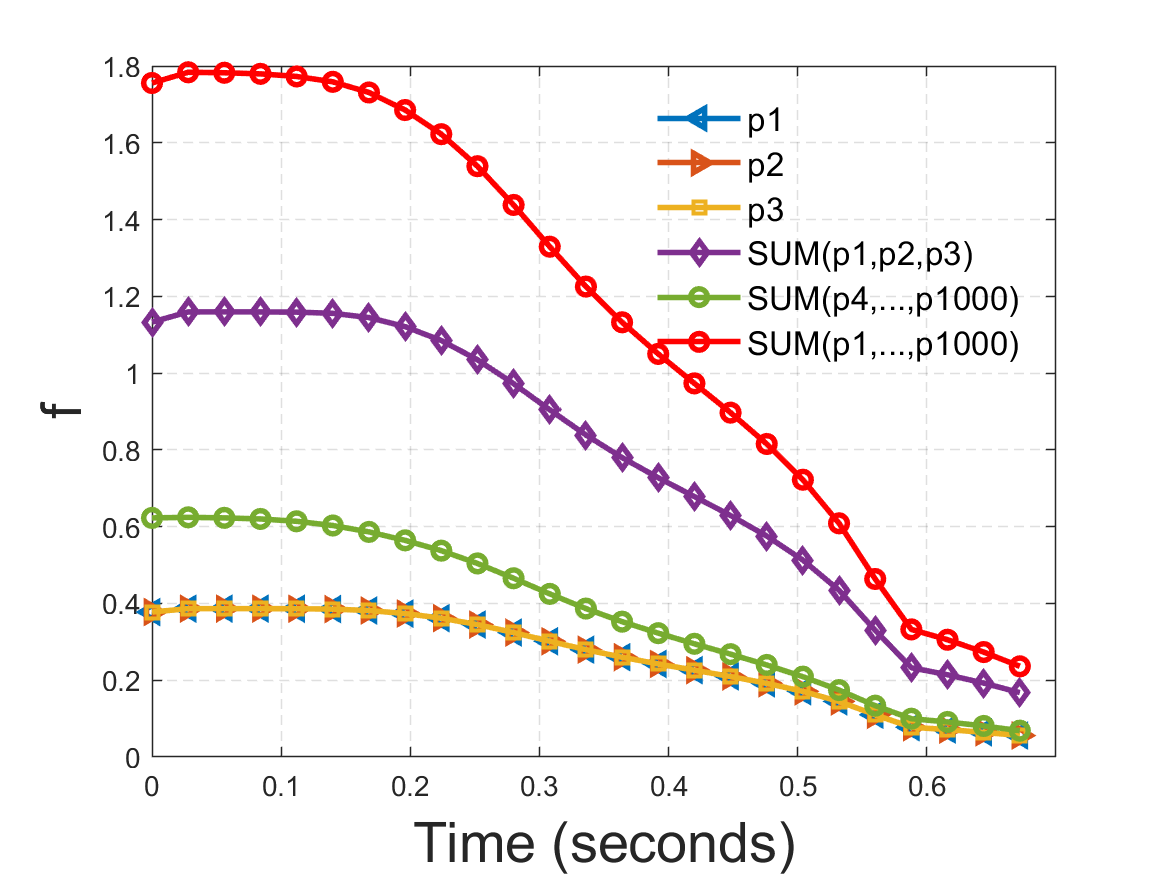 1.8
1.6
1.4
1.2
1
0.8
0.6
0.4
0.2
0
f
p1
p2
p3
SUM(p1,p2,p3)
SUM(p4,...,p1000)
SUM(p1,...,p1000)
0 0.1 0.2 0.3 0.4 0.5 0.6
Time (seconds)